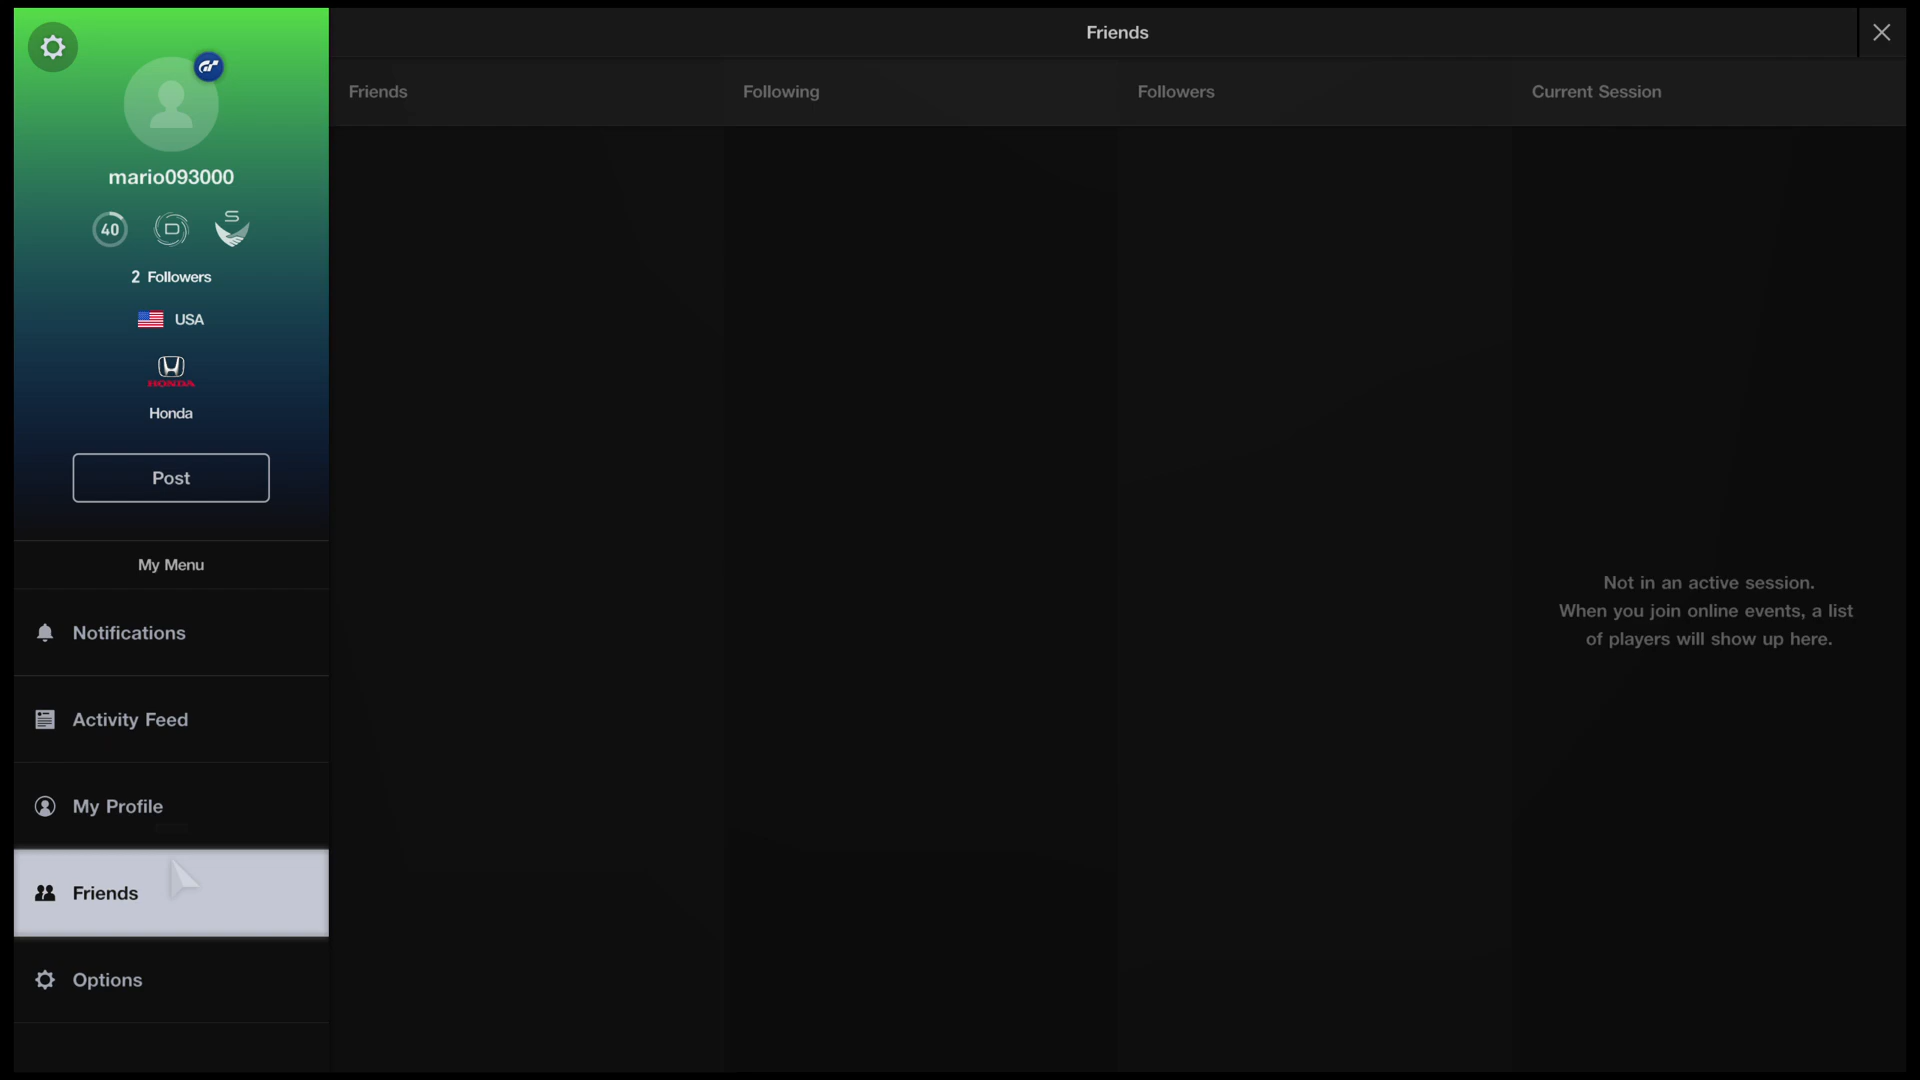 Friends
mario093000
40 D S
2 Followers
USA
HONDA
Honda
Post
My Menu
Notifications
Activity Feed
My Profile
Friends
Options
Friends
Following
Followers
Current Session
Not in an active session.
When you join online events, a list
of players will show up here.